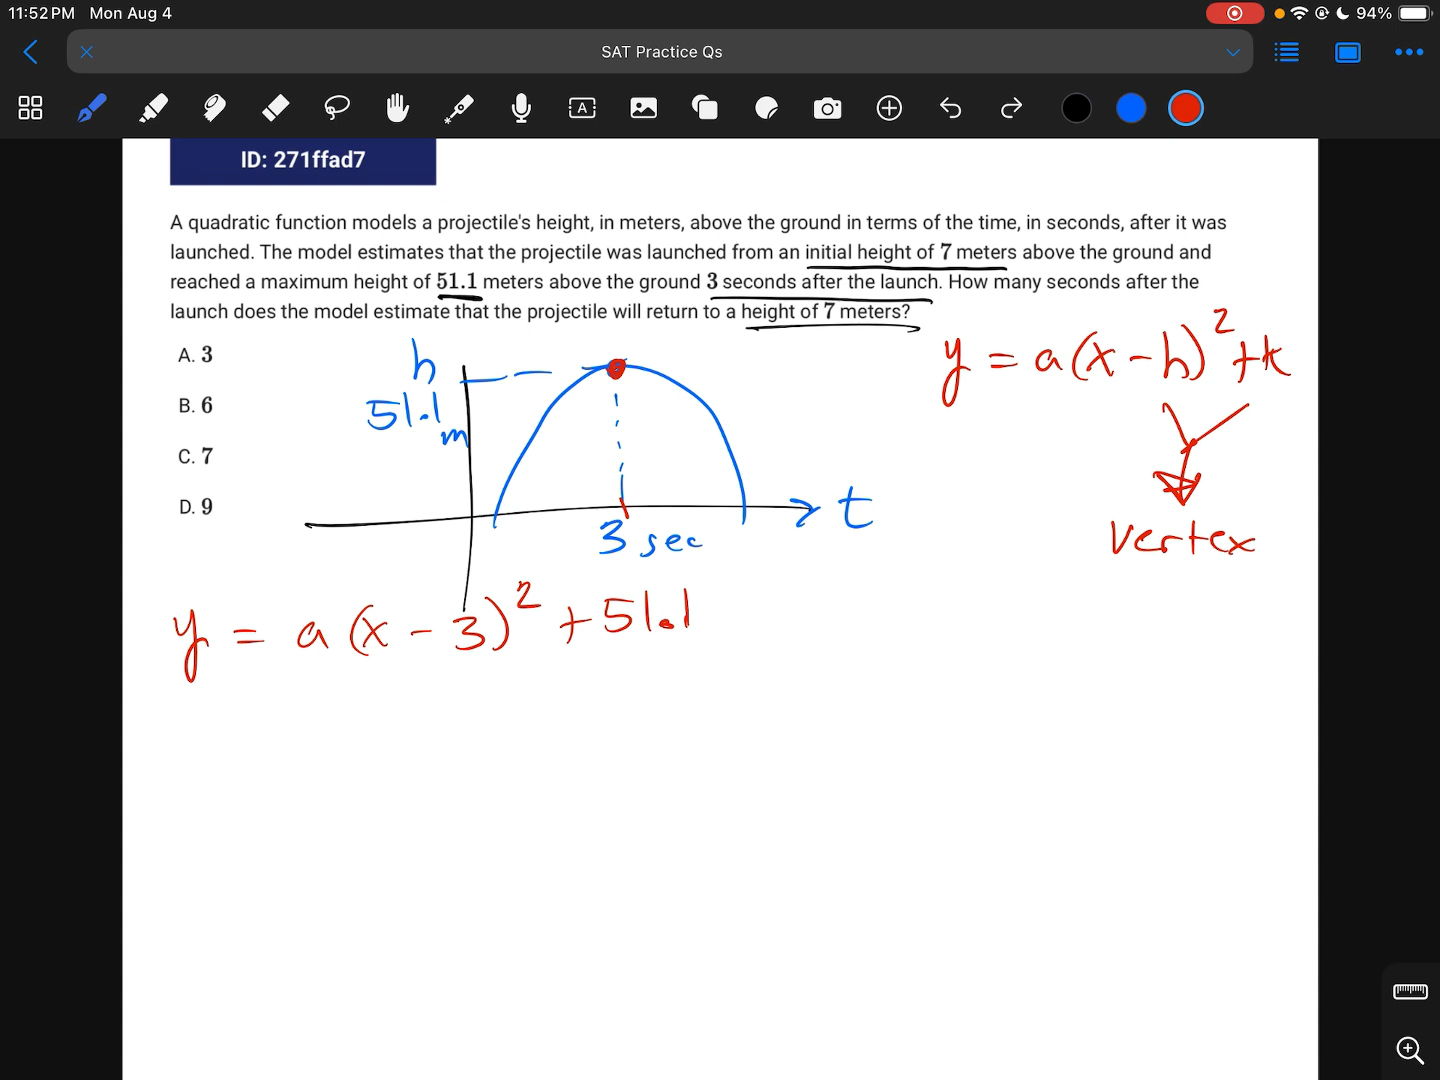 11:52 PM Mon Aug 4
94%
SAT Practice Qs
A
ID: 271ffad7
A quadratic function models a projectile's height, in meters, above the ground in terms of the time, in seconds, after it was
launched. The model estimates that the projectile was launched from an initial height of 7 meters above the ground and
reached a maximum height of 51.1 meters above the ground 3 seconds after the launch. How many seconds after the
launch does the model estimate that the projectile will return to a height of 7 meters?
A. 3
B. 6
C. 7
D. 9
h
51.1
m
3 sec
t
y = a(x-h)²+k
vertex
y = a(x-3)²+51.1